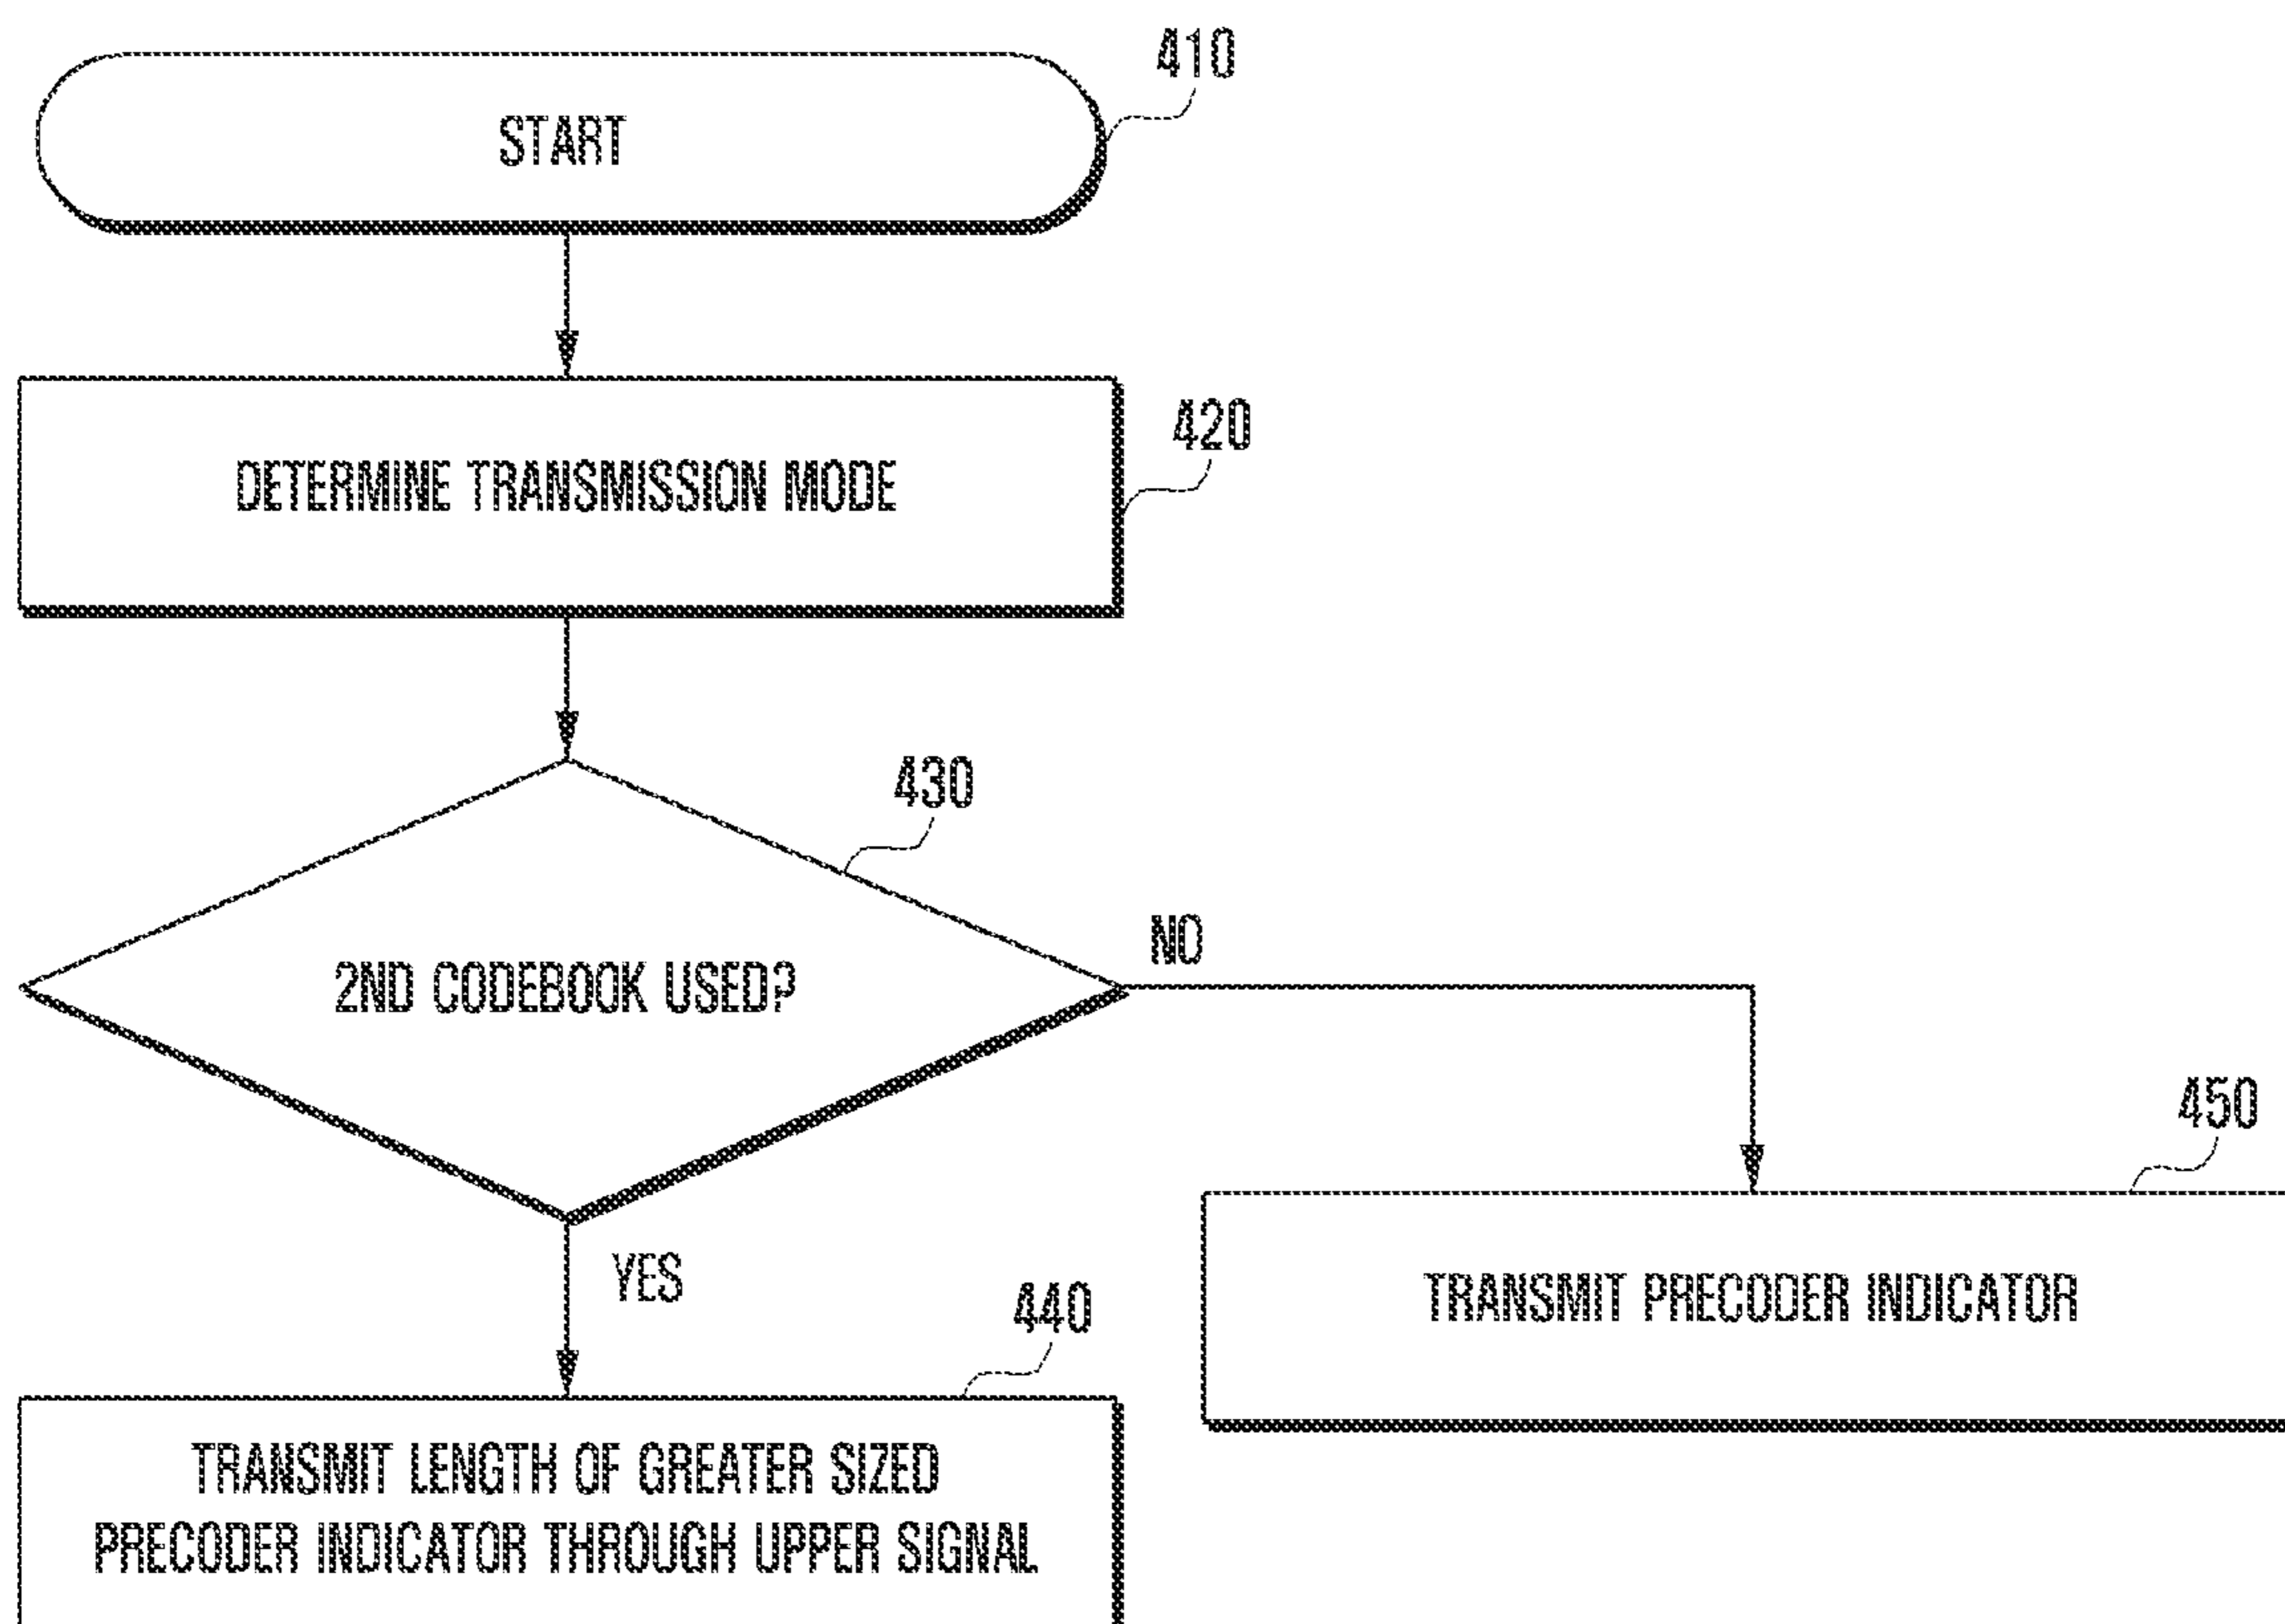 410
START
420
DETERMINE TRANSMISSION MODE
430
2ND CODEBOOK USED?
NO
YES
450
TRANSMIT PRECODER INDICATOR
440
TRANSMIT LENGTH OF GREATER SIZED
PRECODER INDICATOR THROUGH UPPER SIGNAL